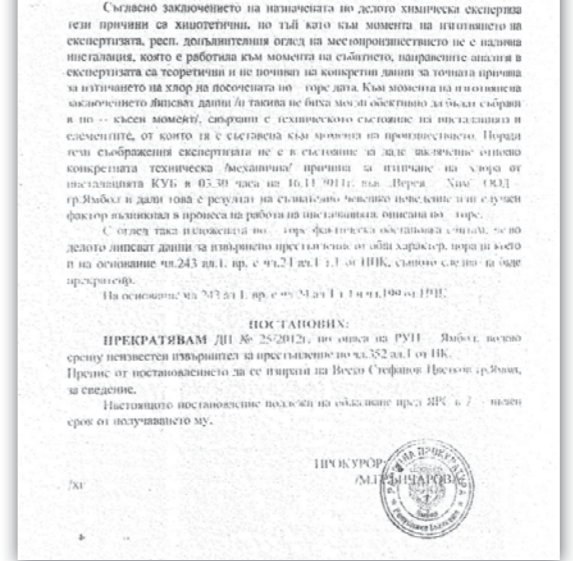 Съгласно заключението на назначената по делото химическа експертиза
тези причини са хипотетични, по тъй като към момента на изготвянето на
експертизата, респ. допълнителния оглед на местопроизшествието не е налична
инсталация, която е работила към момента на събитието, направените анализи в
експертизата са теоретични и не почиват на конкретни данни за точната причина
за изтичането на хлор на посочената по - горе дата. Към момента на изготвяне на
заключението липсват данни /и такива не биха могли обективно да бъдат събрани
в по - късен момент/, свързани с техническото състояние на инсталацията и
елементите, от които тя е съставена към момента на произшествието. Поради
тези съображения експертизата не е в състояние да даде заключение относно
конкретната техническа /механична/ причина за изтичане на хлора от
инсталацията КУБ в 03.30 часа на 16.11.2011г. във „Верея Хим" ООД -
гр.Ямбол и дали това е резултат на съзнателно човешко поведение или случаен
фактор възникнал в процеса на работа на инсталацията, описана по - горе.
С оглед така изложената по - горе фактическа обстановка считам, че по
делото липсват данни за извършено престъпление от общ характер, поради което
и на основание чл.243 ал.1, вр. с чл.24 ал.1 т.1 от НПК, същото следва да бъде
прекратено.
На основание чл.243 ал.1, вр. с чл.24 ал.1 т.1 и чл.199 от НПК
ПОСТАНОВИХ:
ПРЕКРАТЯВАМ ДП № 25/2012г. по описа на РУП - Ямбол, водено
срещу неизвестен извършител за престъпление по чл.352 ал.1 от НК.
Препис от постановлението да се изпрати на Весо Стефанов гр.Ямбол,
за сведение.
Настоящото постановление подлежи на обжалване пред ЯРС в 7 - дневен
срок от получаването му.
ПРОКУРОР: